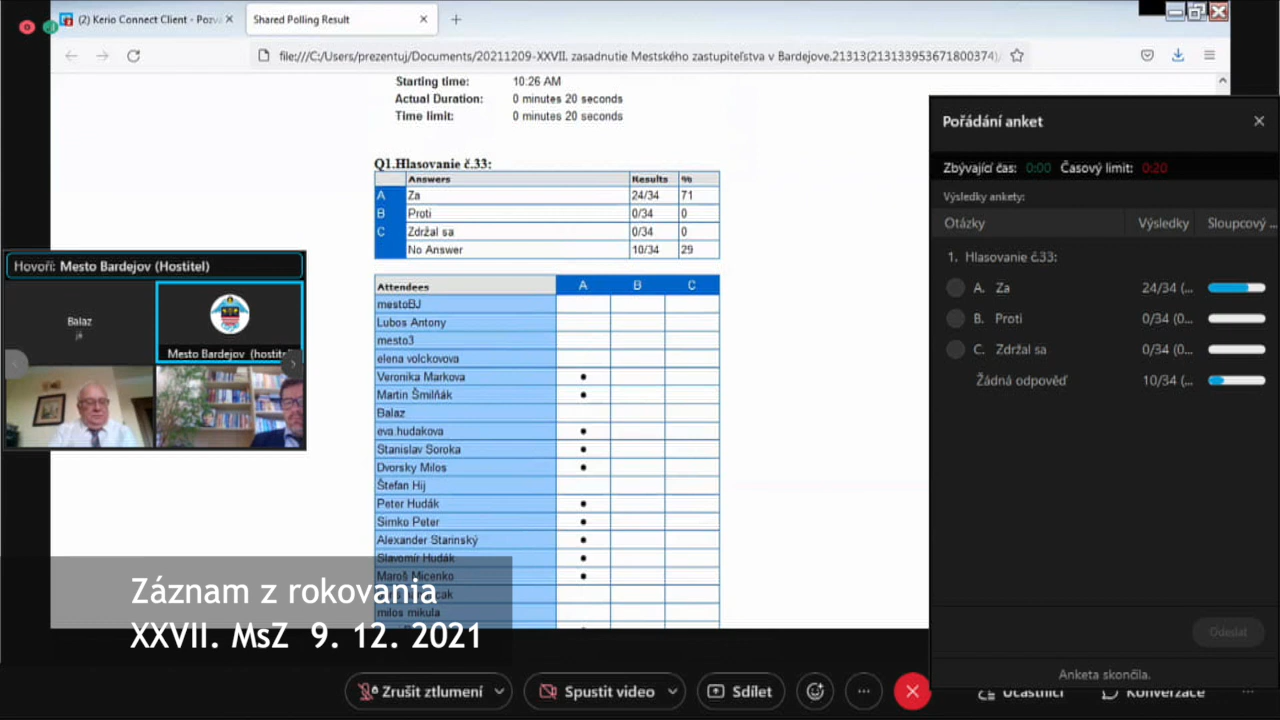 (2) Kerio Connect Client - Pozv
Shared Polling Result
file:///C:/Users/prezentuj/Documents/20211209-XXVII. zasadnutie Mestského zastupiteľstva v Bardejove.21313(2131339536718003​74)
Starting time: 10:26 AM
Actual Duration: 0 minutes 20 seconds
Time limit: 0 minutes 20 seconds
Q1.Hlasovanie č.33:
Answers Results %
A Za 24/34 71
B Proti 0/34 0
C Zdržal sa 0/34 0
No Answer 10/34 29
Attendees A B C
mestoBJ
Lubos Antony
mesto3
elena volckovova
Veronika Markova •
Martin Šmilňák •
Balaz
eva.hudakova •
Stanislav Soroka •
Dvorsky Milos •
Štefan Hij
Peter Hudák •
Simko Peter •
Alexander Starinský •
Slavomír Hudák •
Maroš Micenko •
milos mikula
Hovoří: Mesto Bardejov (Hostitel)
Balaz
já
Mesto Bardejov (hostite
Pořádání anket
Zbývající čas: 0:00 Časový limit: 0:20
Výsledky ankety:
Otázky Výsledky Sloupcový ...
1. Hlasovanie č.33:
A. Za 24/34 (...
B. Proti 0/34 (0...
C. Zdržal sa 0/34 (0...
Žádná odpověď 10/34 (...
Odeslat
Anketa skončila.
Záznam z rokovania
XXVII. MsZ 9. 12. 2021
Zrušit ztlumení
Spustit video
Sdílet
Účastníci
Konverzace